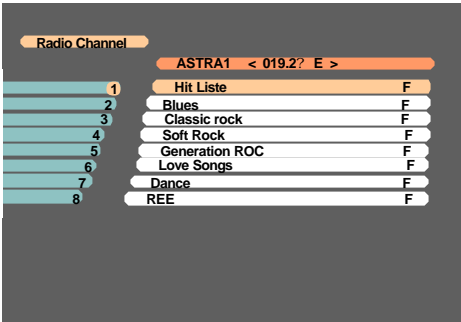 Radio Channel
ASTRA1 < 019.2? E >
1 Hit Liste F
2 Blues F
3 Classic rock F
4 Soft Rock F
5 Generation ROC F
6 Love Songs F
7 Dance F
8 REE F